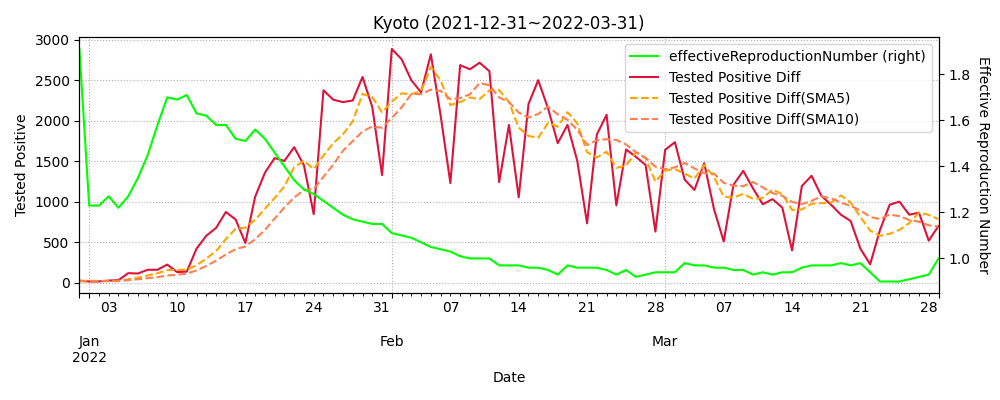 Kyoto (2021-12-31~2022-03-31)
effectiveReproductionNumber (right)
Tested Positive Diff
Tested Positive Diff(SMA5)
Tested Positive Diff(SMA10)
Tested Positive
3000
2500
2000
1500
1000
500
0
Effective Reproduction Number
1.8
1.6
1.4
1.2
1.0
03 10 17 24 31 07 14 21 28 07 14 21 28
Jan Feb Mar
2022
Date